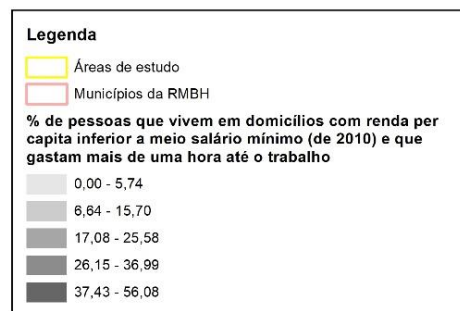 Legenda
Áreas de estudo
Municípios da RMBH
% de pessoas que vivem em domicílios com renda per
capita inferior a meio salário mínimo (de 2010) e que
gastam mais de uma hora até o trabalho
0,00 - 5,74
6,64 - 15,70
17,08 - 25,58
26,15 - 36,99
37,43 - 56,08